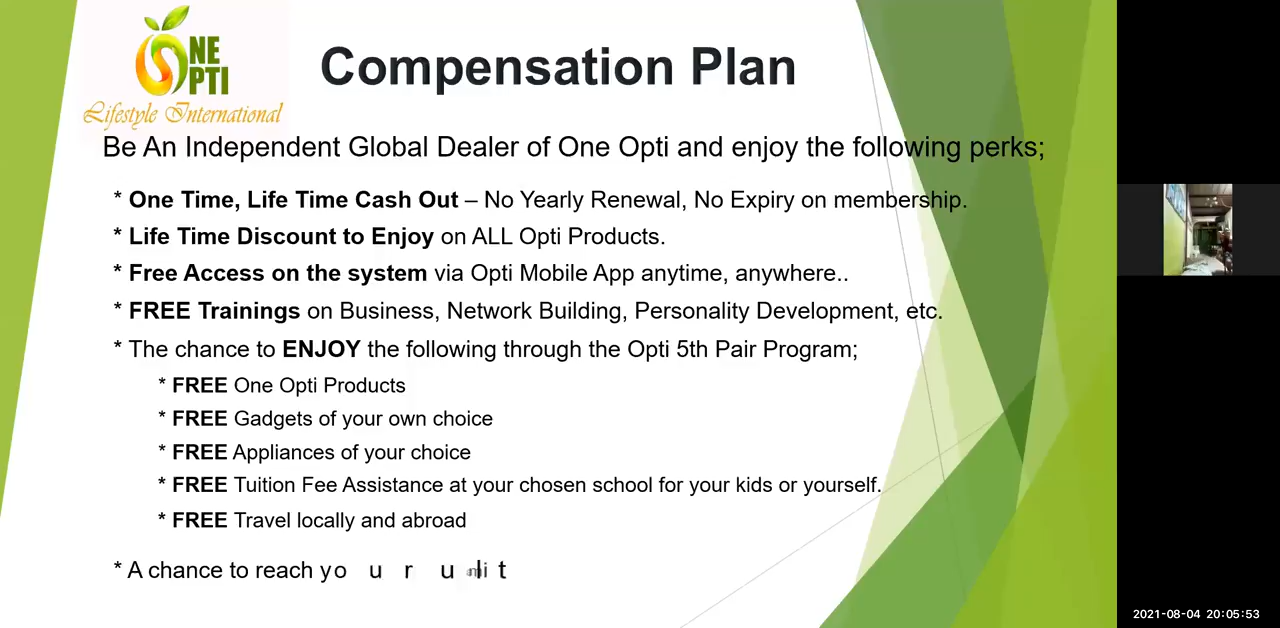 ONE
OPTI
Lifestyle International
Compensation Plan
Be An Independent Global Dealer of One Opti and enjoy the following perks;
* One Time, Life Time Cash Out – No Yearly Renewal, No Expiry on membership.
* Life Time Discount to Enjoy on ALL Opti Products.
* Free Access on the system via Opti Mobile App anytime, anywhere..
* FREE Trainings on Business, Network Building, Personality Development, etc.
* The chance to ENJOY the following through the Opti 5th Pair Program;
* FREE One Opti Products
* FREE Gadgets of your own choice
* FREE Appliances of your choice
* FREE Tuition Fee Assistance at your chosen school for your kids or yourself.
* FREE Travel locally and abroad
* A chance to reach your
2021-08-04 20:05:53